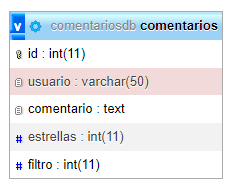 v comentariosdb comentarios
id : int(11)
usuario : varchar(50)
comentario : text
# estrellas : int(11)
# filtro : int(11)